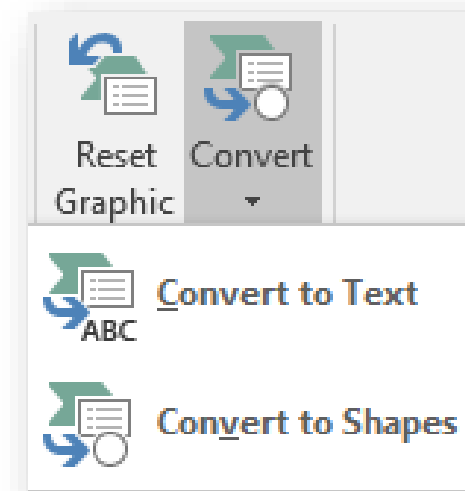 Reset
Graphic
Convert
ABC
Convert to Text
Convert to Shapes